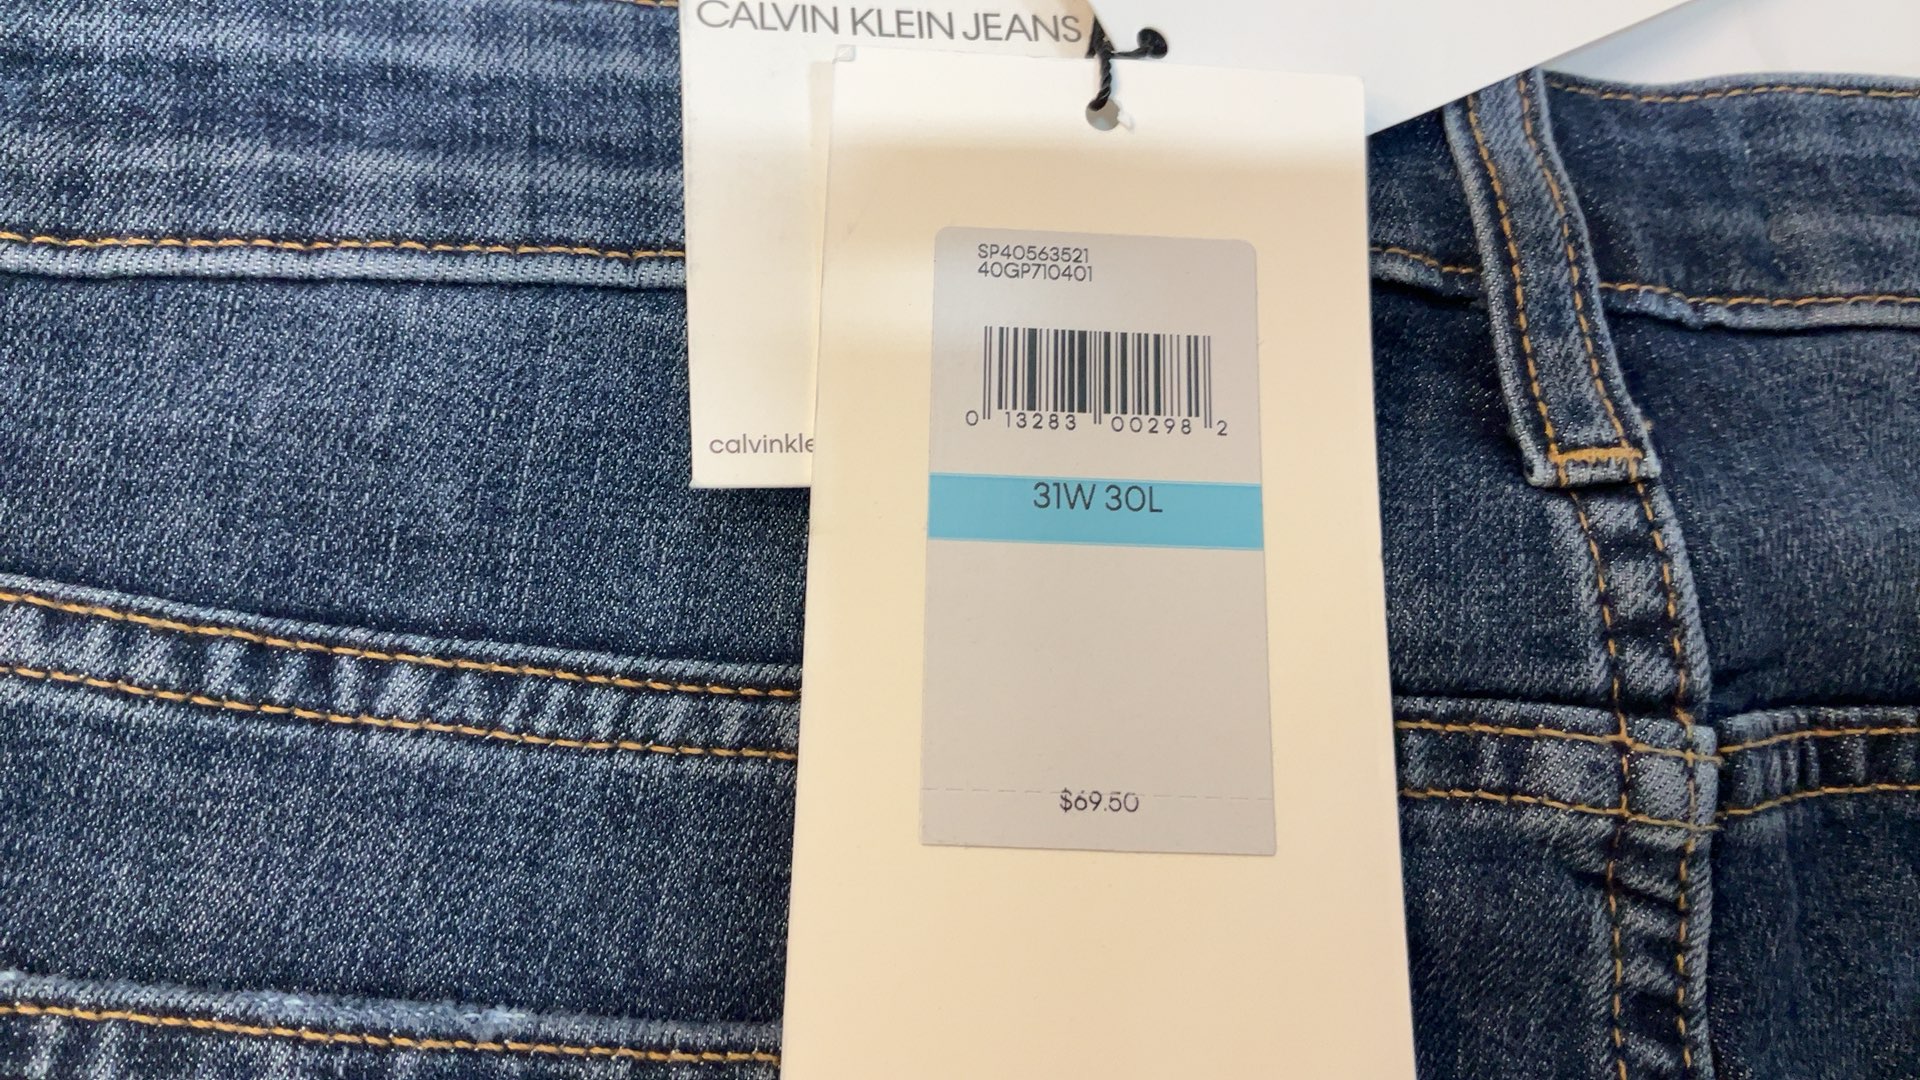 CALVIN KLEIN JEANS
calvinkle
SP40563521
40GP710401
0 13283 00298 2
31W 30L
$69.50